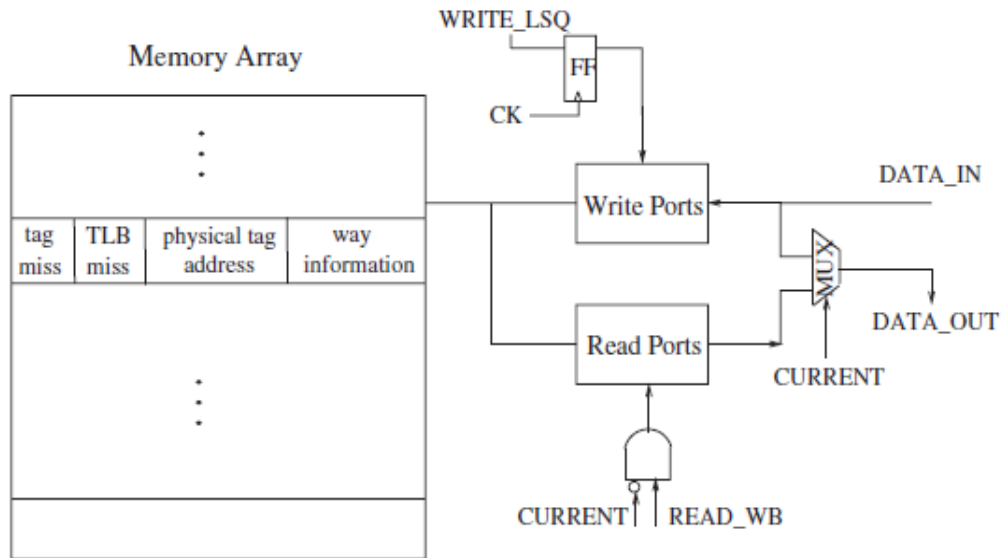 WRITE_LSQ
Memory Array
FF
CK
DATA_IN
Write Ports
tag miss
TLB miss
physical tag address
way information
MUX
DATA_OUT
Read Ports
CURRENT
CURRENT
READ_WB